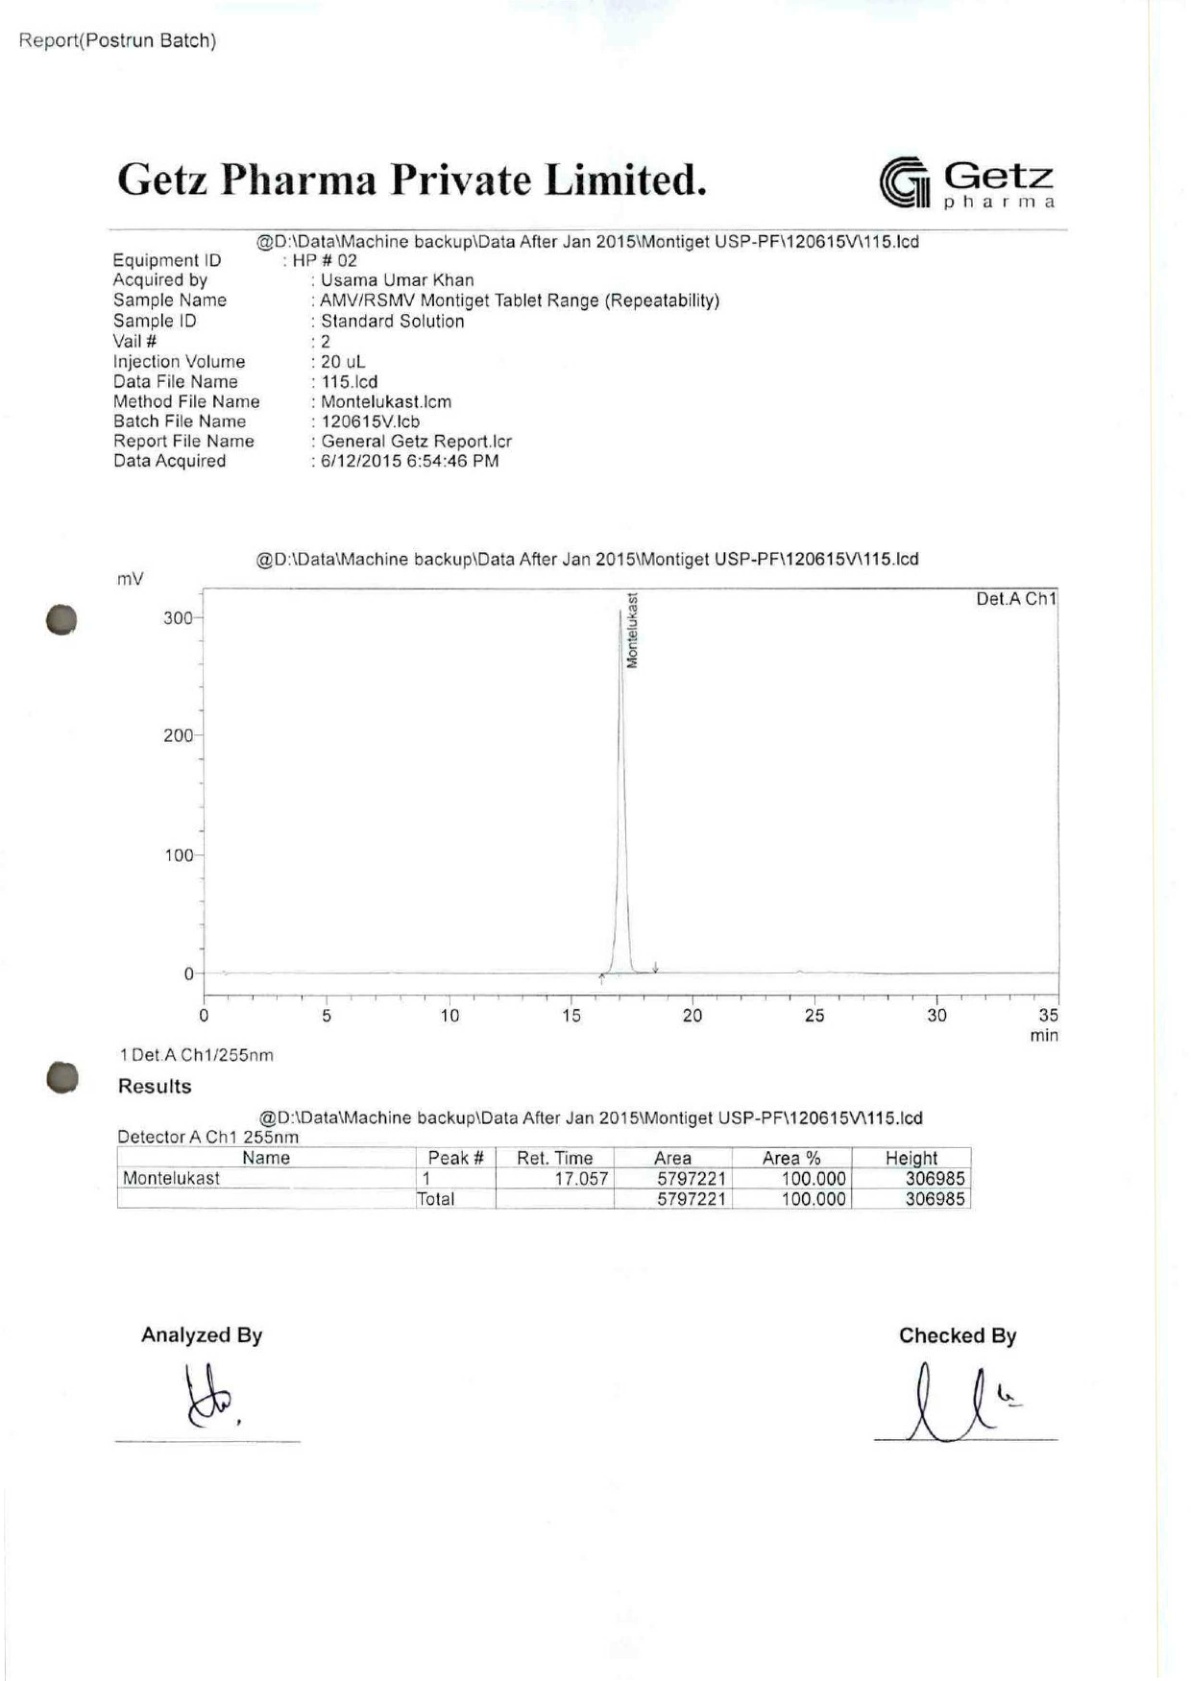 Report(Postrun Batch)
Getz Pharma Private Limited.
Getz
pharma
@D:\Data\Machine backup\Data After Jan 2015\Montiget USP-PF\120615V\115.lcd
Equipment ID : HP # 02
Acquired by : Usama Umar Khan
Sample Name : AMV/RSMV Montiget Tablet Range (Repeatability)
Sample ID : Standard Solution
Vail # : 2
Injection Volume : 20 uL
Data File Name : 115.lcd
Method File Name : Montelukast.lcm
Batch File Name : 120615V.lcb
Report File Name : General Getz Report.lcr
Data Acquired : 6/12/2015 6:54:46 PM
@D:\Data\Machine backup\Data After Jan 2015\Montiget USP-PF\120615V\115.lcd
mV
Det.A Ch1
Montelukast
300
200
100
0
0 5 10 15 20 25 30 35
min
1 Det.A Ch1/255nm
Results
@D:\Data\Machine backup\Data After Jan 2015\Montiget USP-PF\120615V\115.lcd
Detector A Ch1 255nm
Name Peak # Ret. Time Area Area % Height
Montelukast 1 17.057 5797221 100.000 306985
Total 5797221 100.000 306985
Analyzed By Checked By